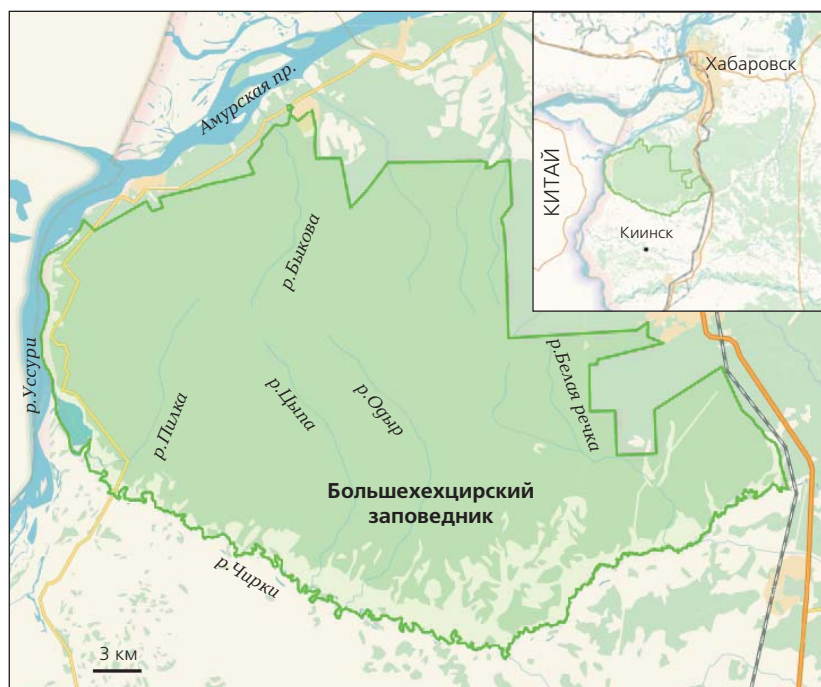 Амурская пр.
Хабаровск
КИТАЙ
Киинск
р.Быкова
р.Уссури
р.Пилка
р.Цыпа
р.Одыр
р.Белая речка
Большехехцирский
заповедник
р.Чирки
3 км